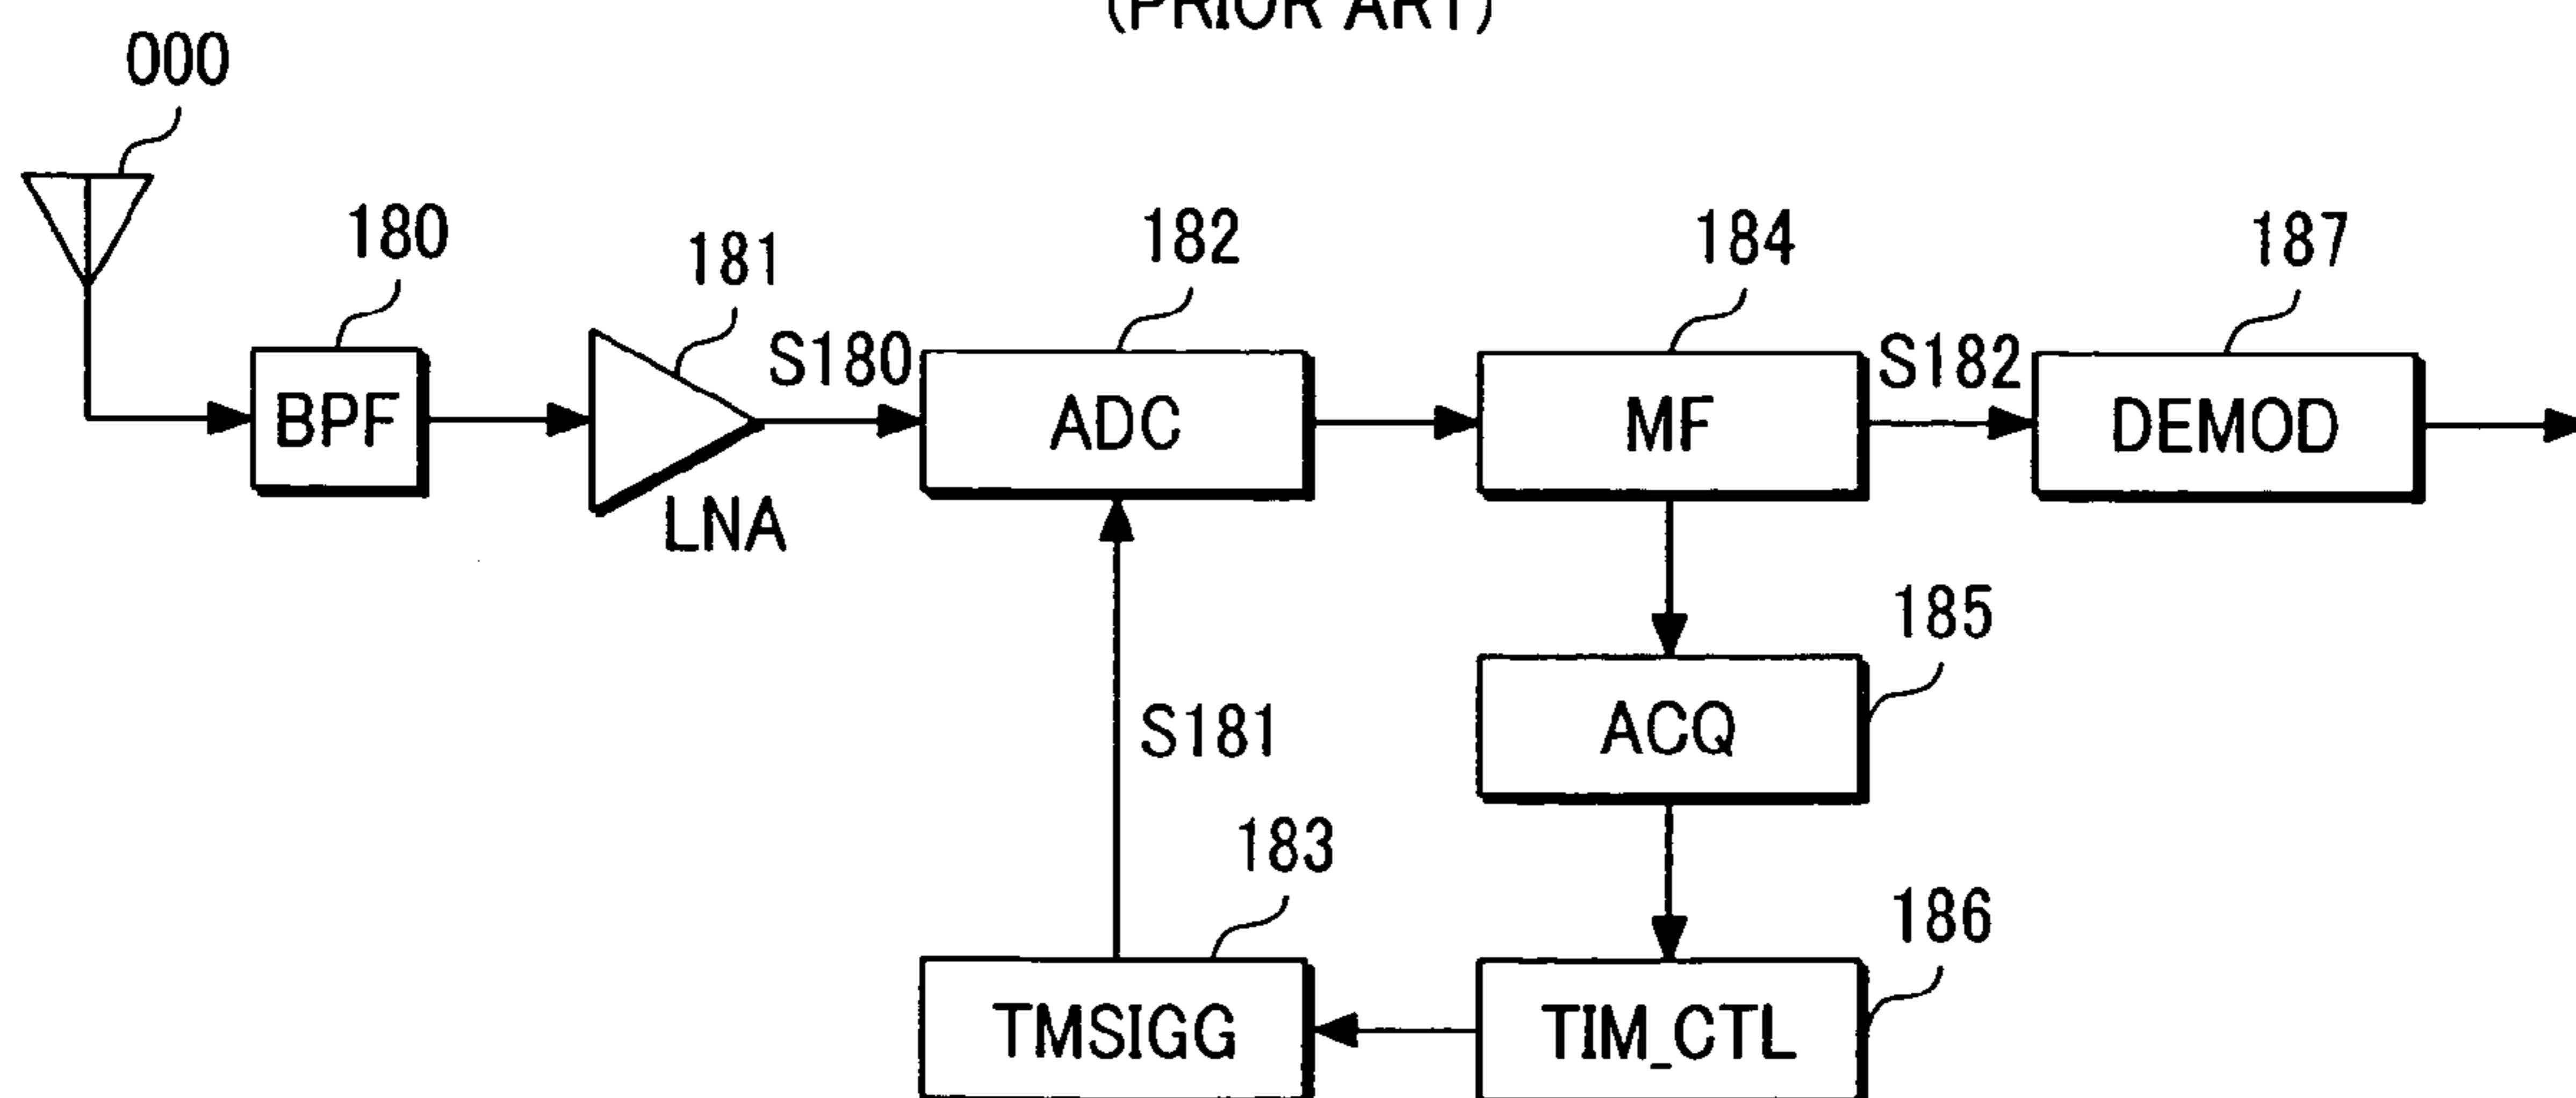 (PRIOR ART)
000
180
181
182
184
187
S180
S182
BPF
ADC
MF
DEMOD
LNA
185
S181
ACQ
183
186
TMSIGG
TIM_CTL